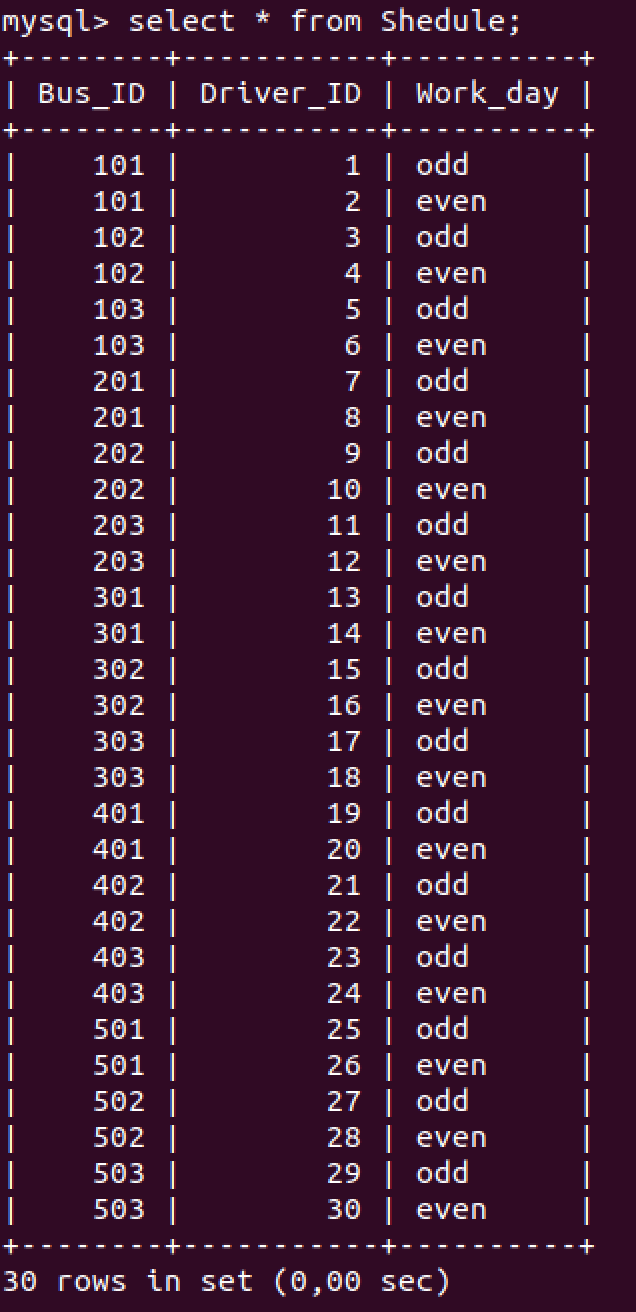 mysql> select * from Shedule;
+--------+-----------+----------+
| Bus_ID | Driver_ID | Work_day |
+--------+-----------+----------+
|    101 |         1 | odd      |
|    101 |         2 | even     |
|    102 |         3 | odd      |
|    102 |         4 | even     |
|    103 |         5 | odd      |
|    103 |         6 | even     |
|    201 |         7 | odd      |
|    201 |         8 | even     |
|    202 |         9 | odd      |
|    202 |        10 | even     |
|    203 |        11 | odd      |
|    203 |        12 | even     |
|    301 |        13 | odd      |
|    301 |        14 | even     |
|    302 |        15 | odd      |
|    302 |        16 | even     |
|    303 |        17 | odd      |
|    303 |        18 | even     |
|    401 |        19 | odd      |
|    401 |        20 | even     |
|    402 |        21 | odd      |
|    402 |        22 | even     |
|    403 |        23 | odd      |
|    403 |        24 | even     |
|    501 |        25 | odd      |
|    501 |        26 | even     |
|    502 |        27 | odd      |
|    502 |        28 | even     |
|    503 |        29 | odd      |
|    503 |        30 | even     |
+--------+-----------+----------+
30 rows in set (0,00 sec)